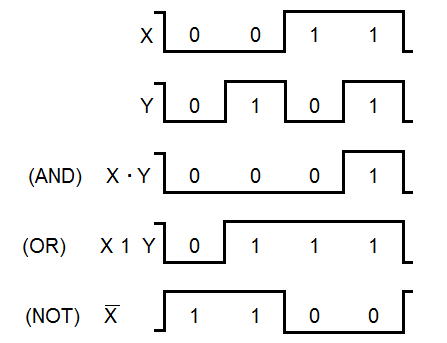 X 0 0 1 1
Y 0 1 0 1
(AND) X · Y 0 0 0 1
(OR) X 1 Y 0 1 1 1
(NOT) X̅ 1 1 0 0